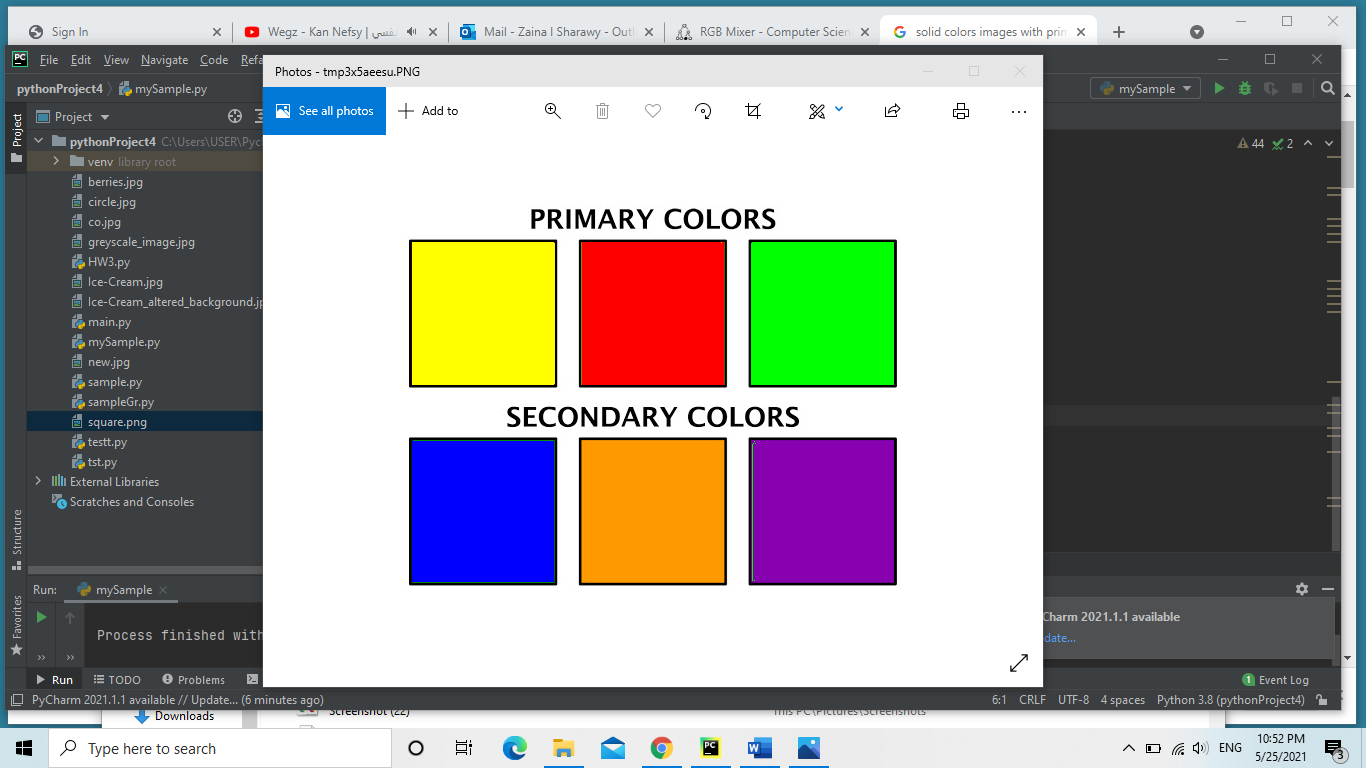 Sign In
Wegz - Kan Nefsy |
Mail - Zaina I Sharawy - Outl
RGB Mixer - Computer Scien
solid colors images with prim
File Edit View Navigate Code Refa
pythonProject4 mySample.py
mySample
Photos - tmp3x5aeesu.PNG
See all photos
Add to
Project
Project
pythonProject4 C:\Users\USER\Pyc
44 2
venv library root
berries.jpg
circle.jpg
co.jpg
greyscale_image.jpg
HW3.py
Ice-Cream.jpg
Ice-Cream_altered_background.jp
main.py
mySample.py
new.jpg
sample.py
sampleGr.py
square.png
testt.py
tst.py
External Libraries
Scratches and Consoles
PRIMARY COLORS
SECONDARY COLORS
Structure
Favorites
Run: mySample
Process finished with
Charm 2021.1.1 available
date...
Run TODO Problems
1 Event Log
PyCharm 2021.1.1 available // Update... (6 minutes ago)
6:1 CRLF UTF-8 4 spaces Python 3.8 (pythonProject4)
Downloads
Screenshot (22)
This PC\Pictures\Screenshots
Type here to search
ENG
10:52 PM
5/25/2021
3